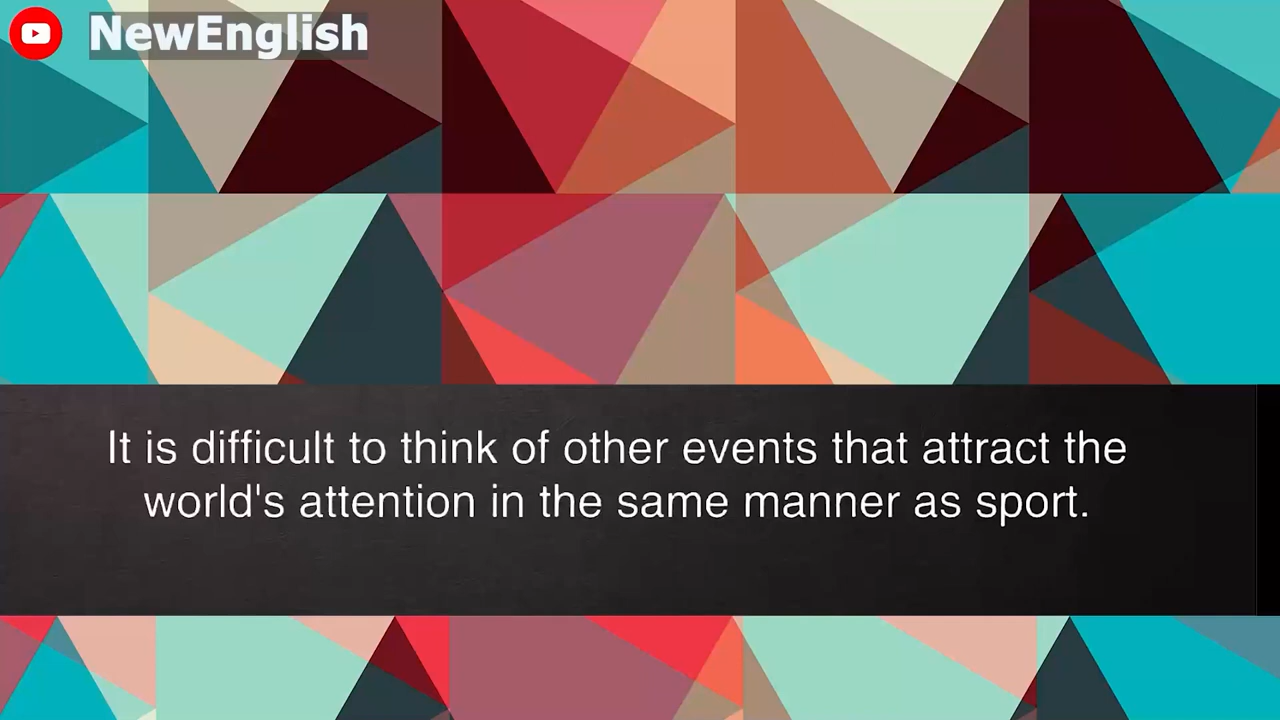 NewEnglish
It is difficult to think of other events that attract the
world's attention in the same manner as sport.